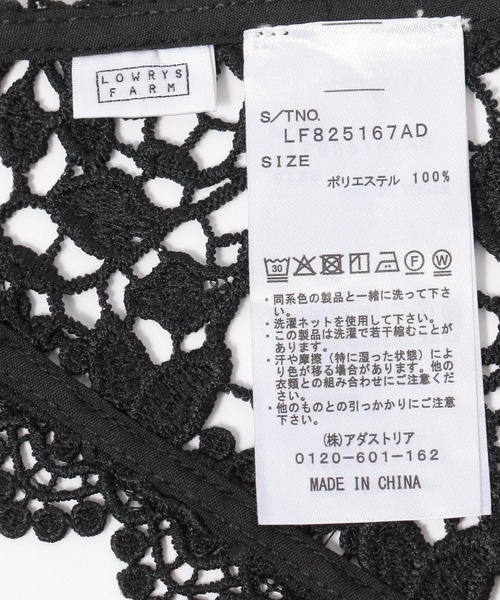 LOWRYS
FARM
S/TNO.
LF825167AD
SIZE
ポリエステル 100%
30
F
W
・同系色の製品と一緒に洗って下さ
い。
・洗濯ネットを使用して下さい。
・この製品は洗濯で若干縮むことが
あります。
・汗や摩擦（特に湿った状態）によ
り色が移る場合があります。他の
衣類との組み合わせにご注意くだ
さい。
・他のものとの引っかかりにご注意
ください。
(株)アダストリア
0120-601-162
MADE IN CHINA